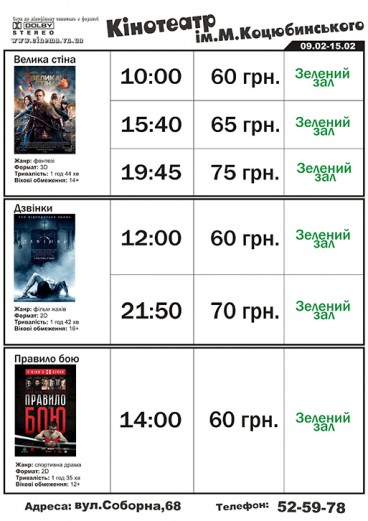 DOLBY
STEREO
www.cinema.vn.ua
Кінотеатр
ім.М.Коцюбинського
09.02-15.02
Велика стіна
ВЕЛИКА
СТІНА
Жанр: фентезі
Формат: 3D
Тривалість: 1 год 44 хв
Вікові обмеження: 14+
10:00 60 грн. Зелений
зал
15:40 65 грн. Зелений
зал
19:45 75 грн. Зелений
зал
Дзвінки
Жанр: фільм жахів
Формат: 2D
Тривалість: 1 год 42 хв
Вікові обмеження: 16+
12:00 60 грн. Зелений
зал
21:50 70 грн. Зелений
зал
Правило бою
ПРАВИЛО
БОЮ
Жанр: спортивна драма
Формат: 2D
Тривалість: 1 год 35 хв
Вікові обмеження: 12+
14:00 60 грн. Зелений
зал
Адреса: вул.Соборна,68 Телефон: 52-59-78